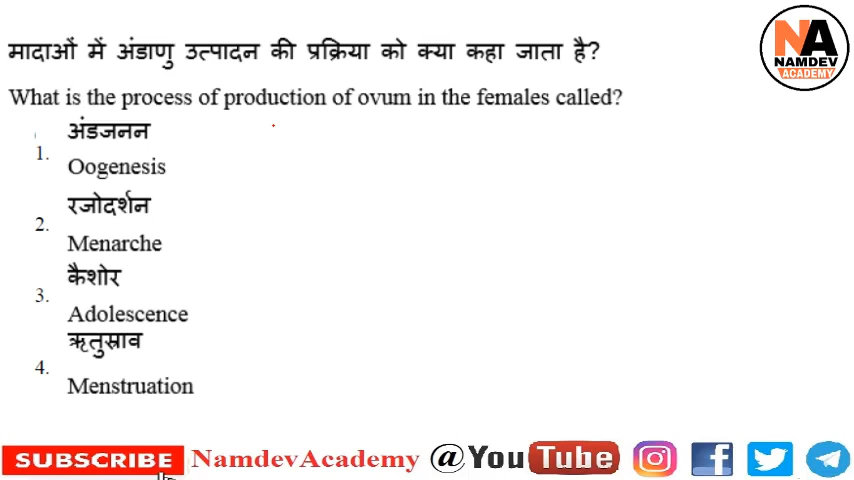 मादाओं में अंडाणु उत्पादन की प्रक्रिया को क्या कहा जाता है?
NA
NAMDEV
ACADEMY
What is the process of production of ovum in the females called?
1.
अंडजनन
Oogenesis
2.
रजोदर्शन
Menarche
3.
कैशोर
Adolescence
4.
ऋतुस्राव
Menstruation
SUBSCRIBE NamdevAcademy @YouTube